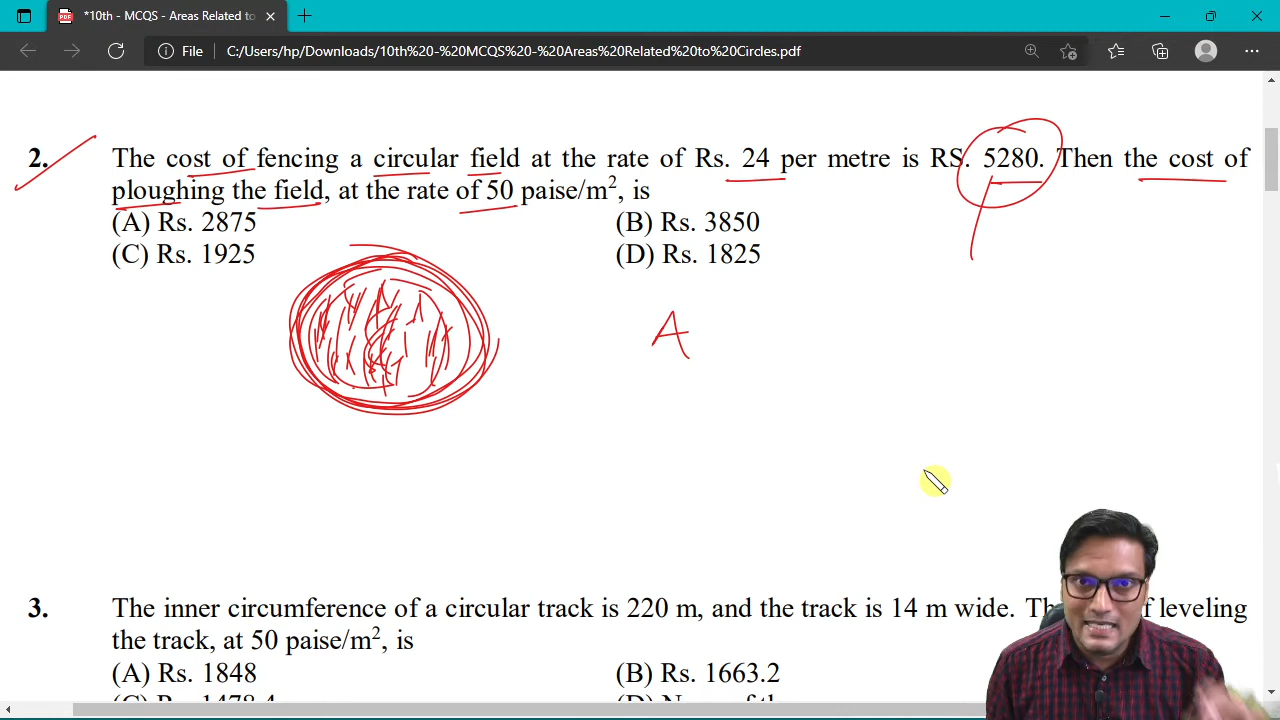 *10th - MCQS - Areas Related to
File C:/Users/hp/Downloads/10th%20-%20MCQS%20-%20Areas%20Related%20to%20Circles.pdf
2. The cost of fencing a circular field at the rate of Rs. 24 per metre is RS. 5280. Then the cost of
ploughing the field, at the rate of 50 paise/m², is
(A) Rs. 2875 (B) Rs. 3850
(C) Rs. 1925 (D) Rs. 1825
A
3. The inner circumference of a circular track is 220 m, and the track is 14 m wide. leveling
the track, at 50 paise/m², is
(A) Rs. 1848 (B) Rs. 1663.2